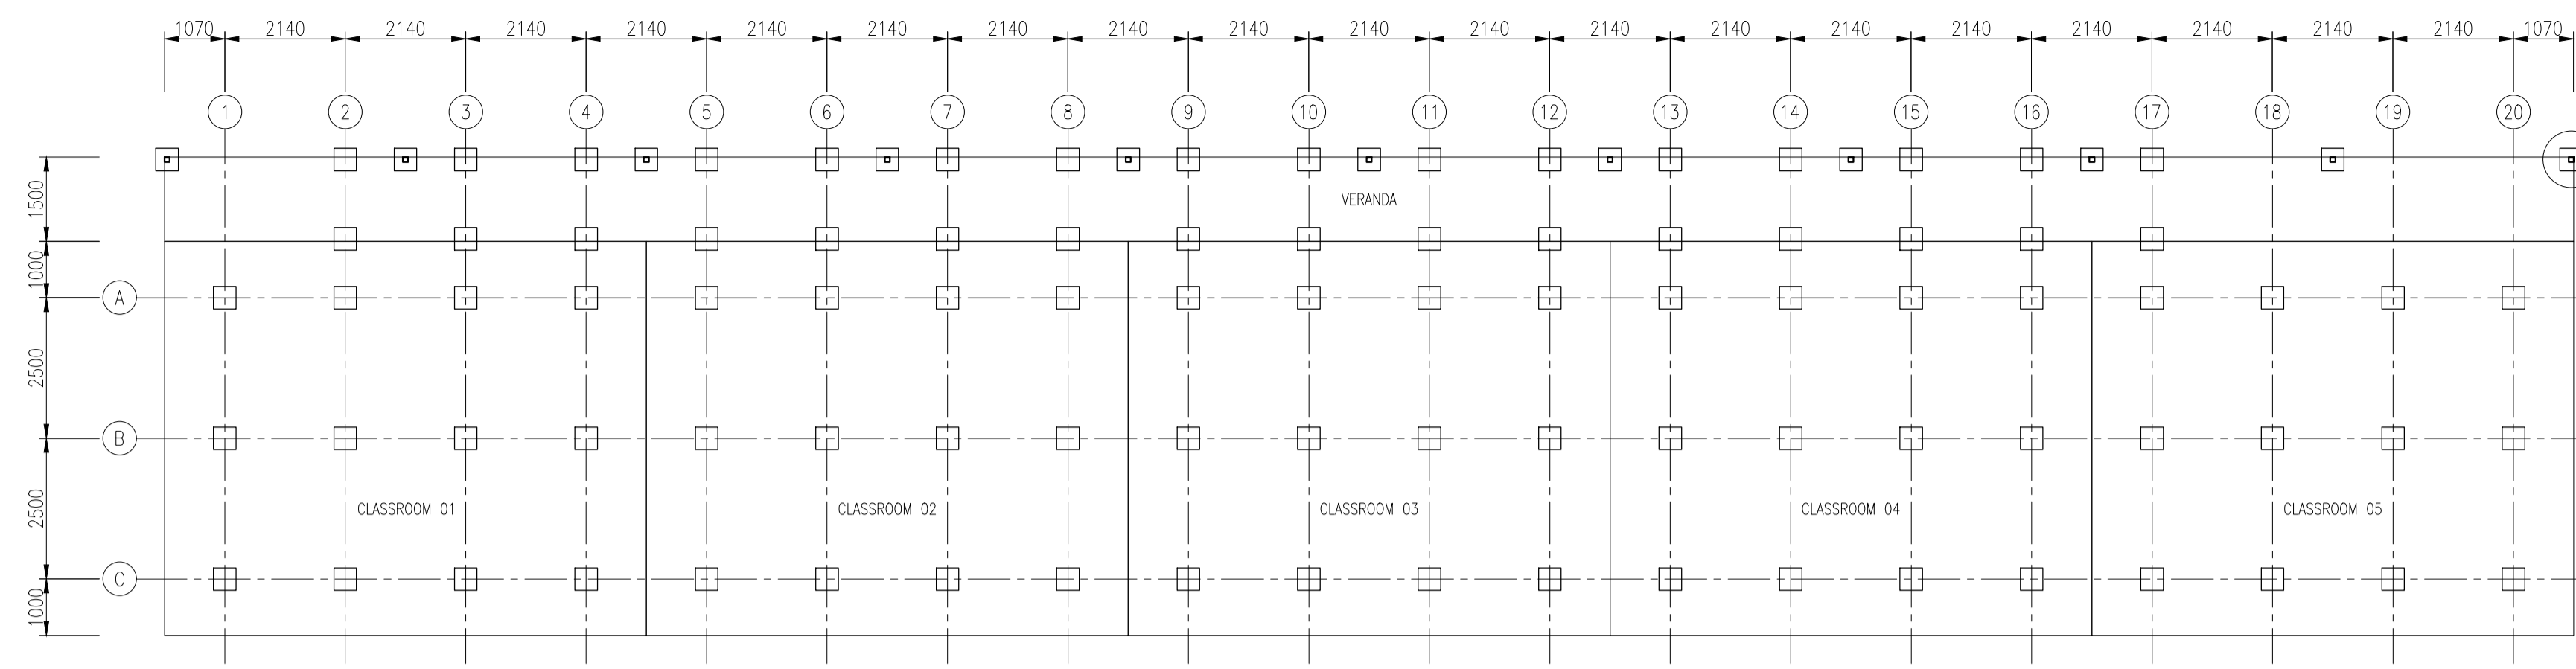 1070 2140 2140 2140 2140 2140 2140 2140 2140 2140 2140 2140 2140 2140 2140 2140 2140 2140 2140 2140 1070
1 2 3 4 5 6 7 8 9 10 11 12 13 14 15 16 17 18 19 20
1500
VERANDA
1000
A
2500
B
2500
CLASSROOM 01 CLASSROOM 02 CLASSROOM 03 CLASSROOM 04 CLASSROOM 05
C
1000